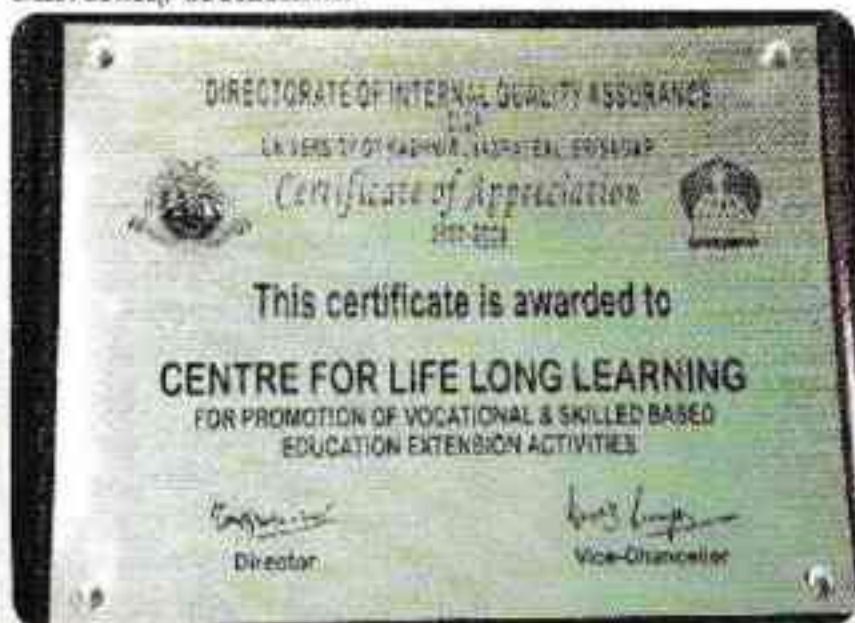 DIRECTORATE OF INTERNAL QUALITY ASSURANCE
UNIVERSITY OF KASHMIR, HAZRATBAL, SRINAGAR
Certificate of Appreciation
This certificate is awarded to
CENTRE FOR LIFE LONG LEARNING
FOR PROMOTION OF VOCATIONAL & SKILLED BASED
EDUCATION EXTENSION ACTIVITIES
Director
Vice-Chancellor